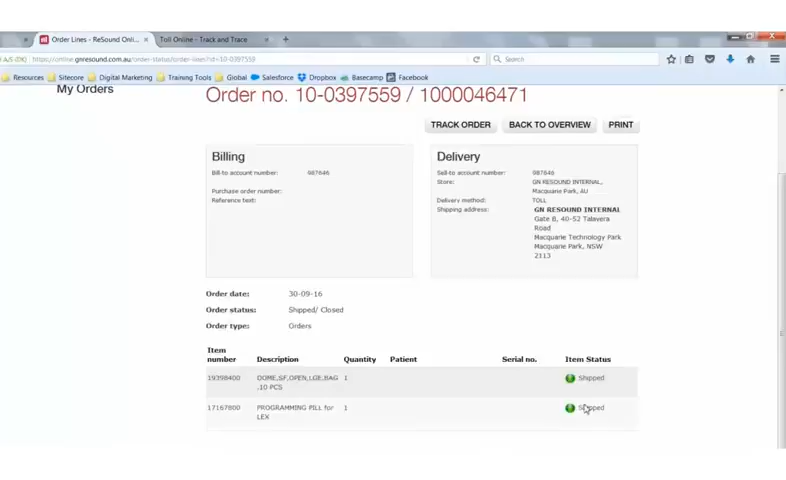 Order Lines - ReSound Onli...
Toll Online - Track and Trace
https://online.gnresound.com.au/order-status/order-lines/?id=10-0397559
Search
Resources Sitecore Digital Marketing Training Tools Global Salesforce Dropbox Basecamp Facebook
My Orders
Order no. 10-0397559 / 1000046471
TRACK ORDER BACK TO OVERVIEW PRINT
Billing
Bill-to account number: 987646
Purchase order number:
Reference text:
Delivery
Sell-to account number: 987646
Store: GN RESOUND INTERNAL,
Macquarie Park, AU
Delivery method: TOLL
Shipping address: GN RESOUND INTERNAL
Gate B, 40-52 Talavera
Road
Macquarie Technology Park
Macquarie Park, NSW
2113
Order date: 30-09-16
Order status: Shipped/ Closed
Order type: Orders
Item number Description Quantity Patient Serial no. Item Status
19398400 DOME,SF,OPEN,LGE,BAG 1 Shipped
,10 PCS
17167800 PROGRAMMING PILL for 1 Shipped
LEX